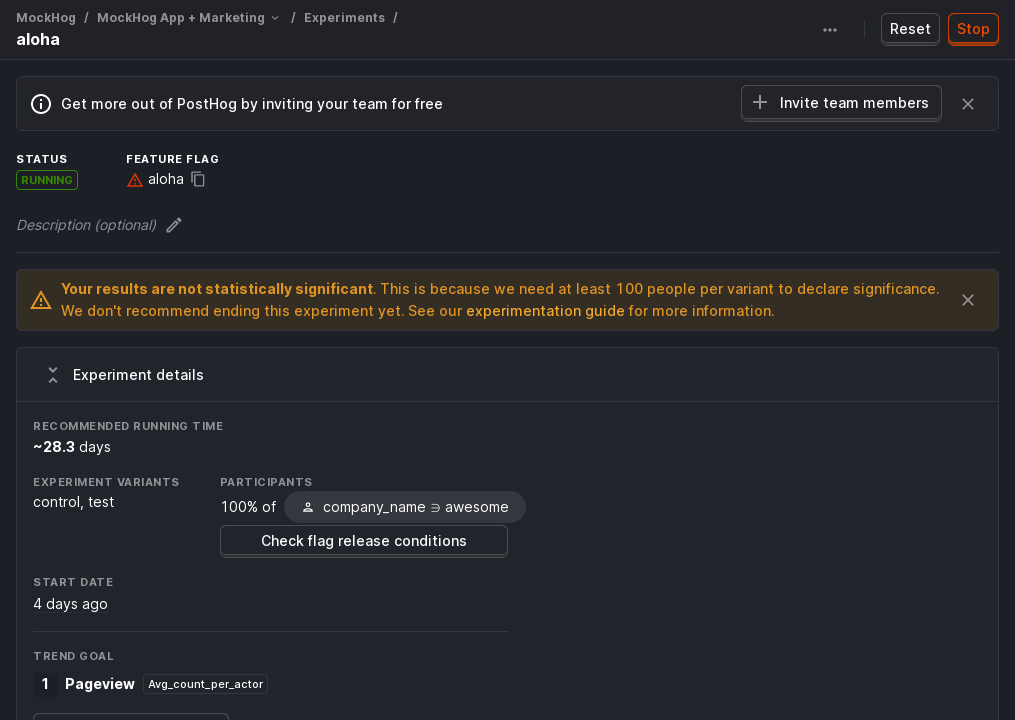 MockHog / MockHog App + Marketing / Experiments /
aloha
Reset
Stop
Get more out of PostHog by inviting your team for free
Invite team members
STATUS
RUNNING
FEATURE FLAG
aloha
Description (optional)
Your results are not statistically significant. This is because we need at least 100 people per variant to declare significance.
We don't recommend ending this experiment yet. See our experimentation guide for more information.
Experiment details
RECOMMENDED RUNNING TIME
~28.3 days
EXPERIMENT VARIANTS
control, test
PARTICIPANTS
100% of company_name ∋ awesome
Check flag release conditions
START DATE
4 days ago
TREND GOAL
1 Pageview Avg_count_per_actor